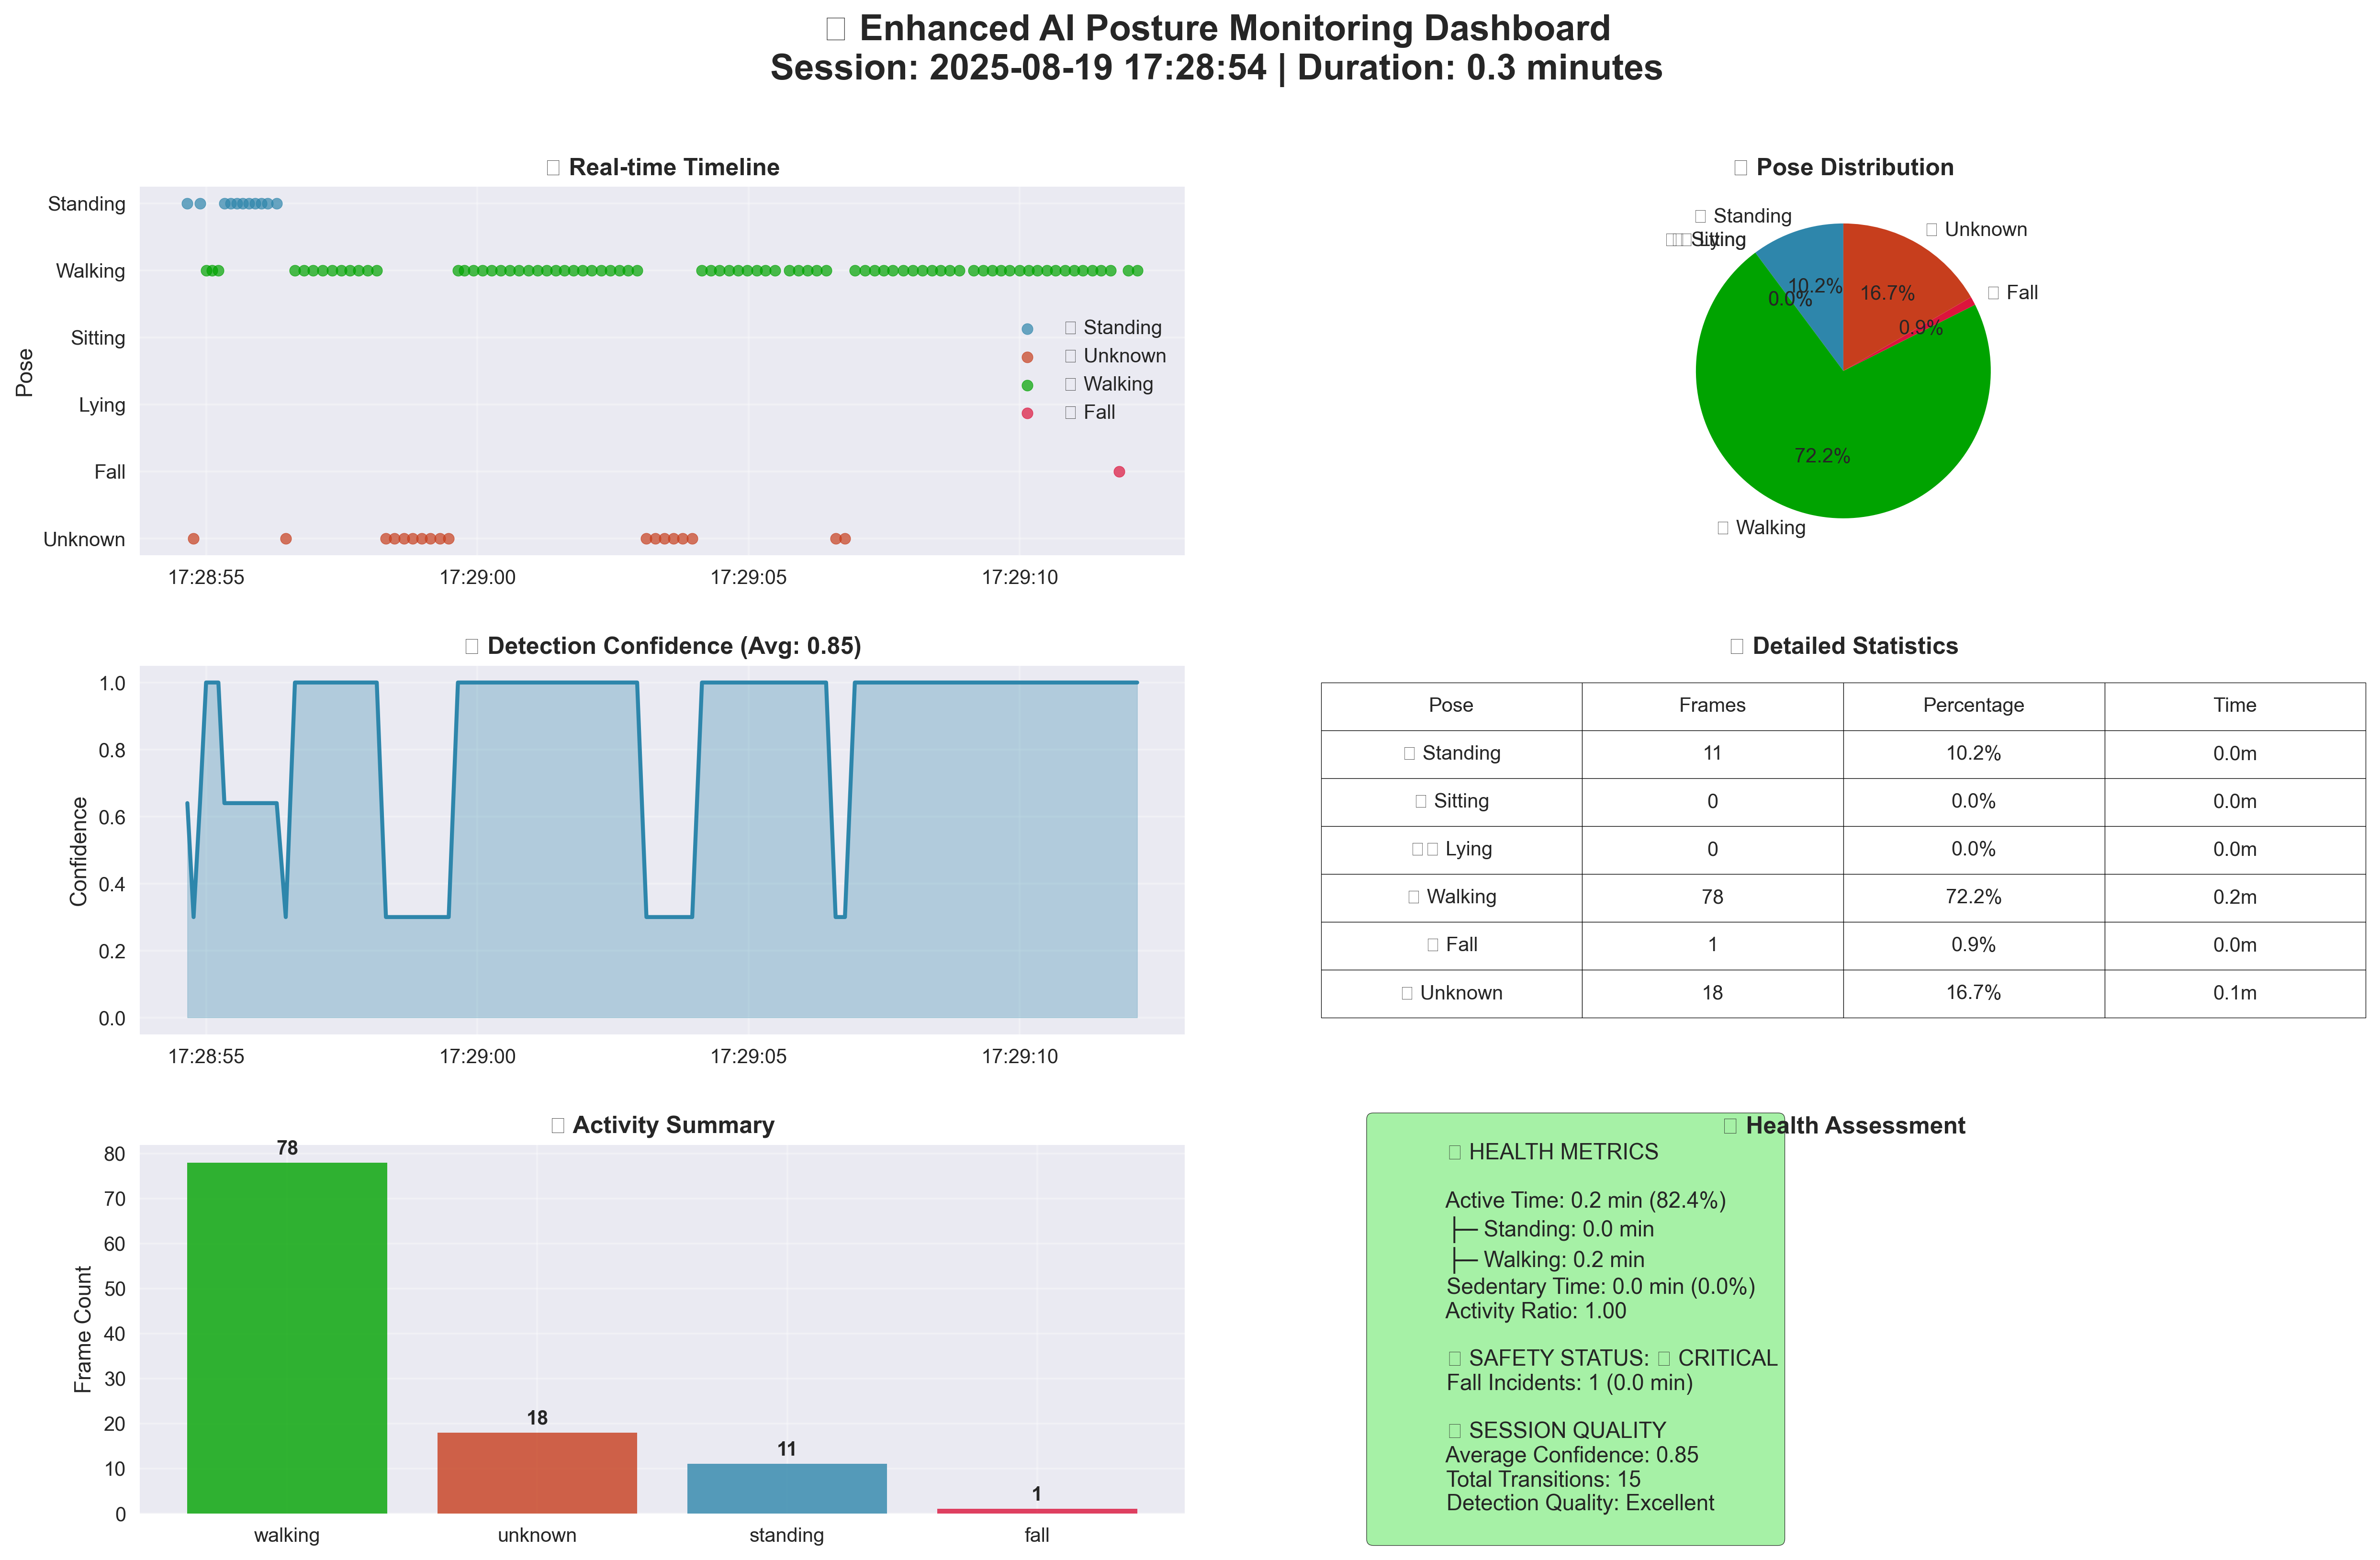 Enhanced AI Posture Monitoring Dashboard
Session: 2025-08-19 17:28:54 | Duration: 0.3 minutes
Real-time Timeline
Pose
Standing
Walking
Sitting
Lying
Fall
Unknown
Standing
Unknown
Walking
Fall
17:28:55 17:29:00 17:29:05 17:29:10
Pose Distribution
Standing
Sitting
Lying
Unknown
Fall
Walking
10.2%
0.0%
16.7%
0.9%
72.2%
Detection Confidence (Avg: 0.85)
Confidence
1.0
0.8
0.6
0.4
0.2
0.0
17:28:55 17:29:00 17:29:05 17:29:10
Detailed Statistics
Pose Frames Percentage Time
Standing 11 10.2% 0.0m
Sitting 0 0.0% 0.0m
Lying 0 0.0% 0.0m
Walking 78 72.2% 0.2m
Fall 1 0.9% 0.0m
Unknown 18 16.7% 0.1m
Activity Summary
Frame Count
80
70
60
50
40
30
20
10
0
78
18
11
1
walking unknown standing fall
Health Assessment
HEALTH METRICS
Active Time: 0.2 min (82.4%)
├─ Standing: 0.0 min
├─ Walking: 0.2 min
Sedentary Time: 0.0 min (0.0%)
Activity Ratio: 1.00
SAFETY STATUS: CRITICAL
Fall Incidents: 1 (0.0 min)
SESSION QUALITY
Average Confidence: 0.85
Total Transitions: 15
Detection Quality: Excellent